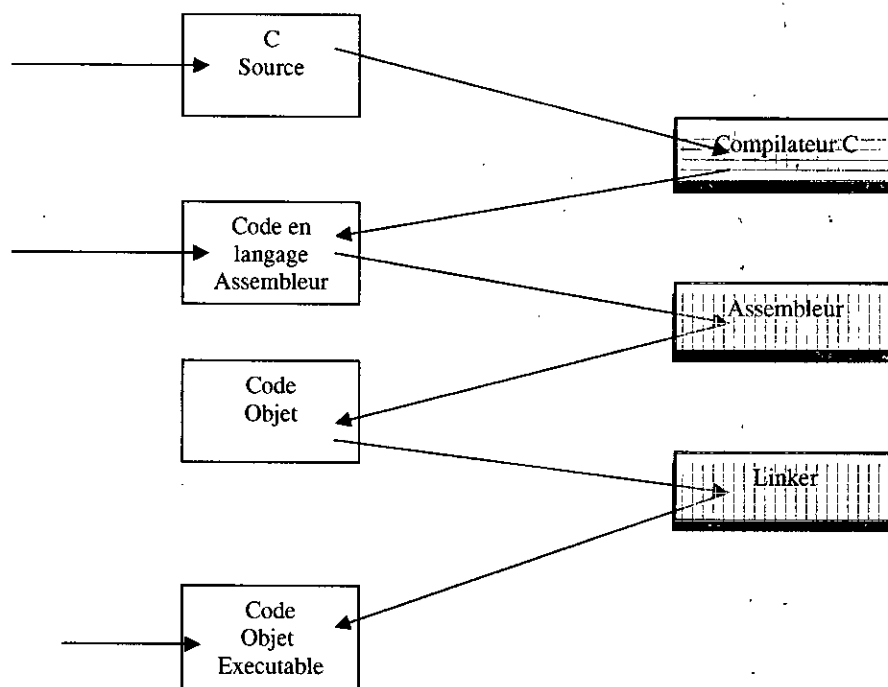 C
Source
Compilateur C
Code en
langage
Assembleur
Assembleur
Code
Objet
Linker
Code
Objet
Executable